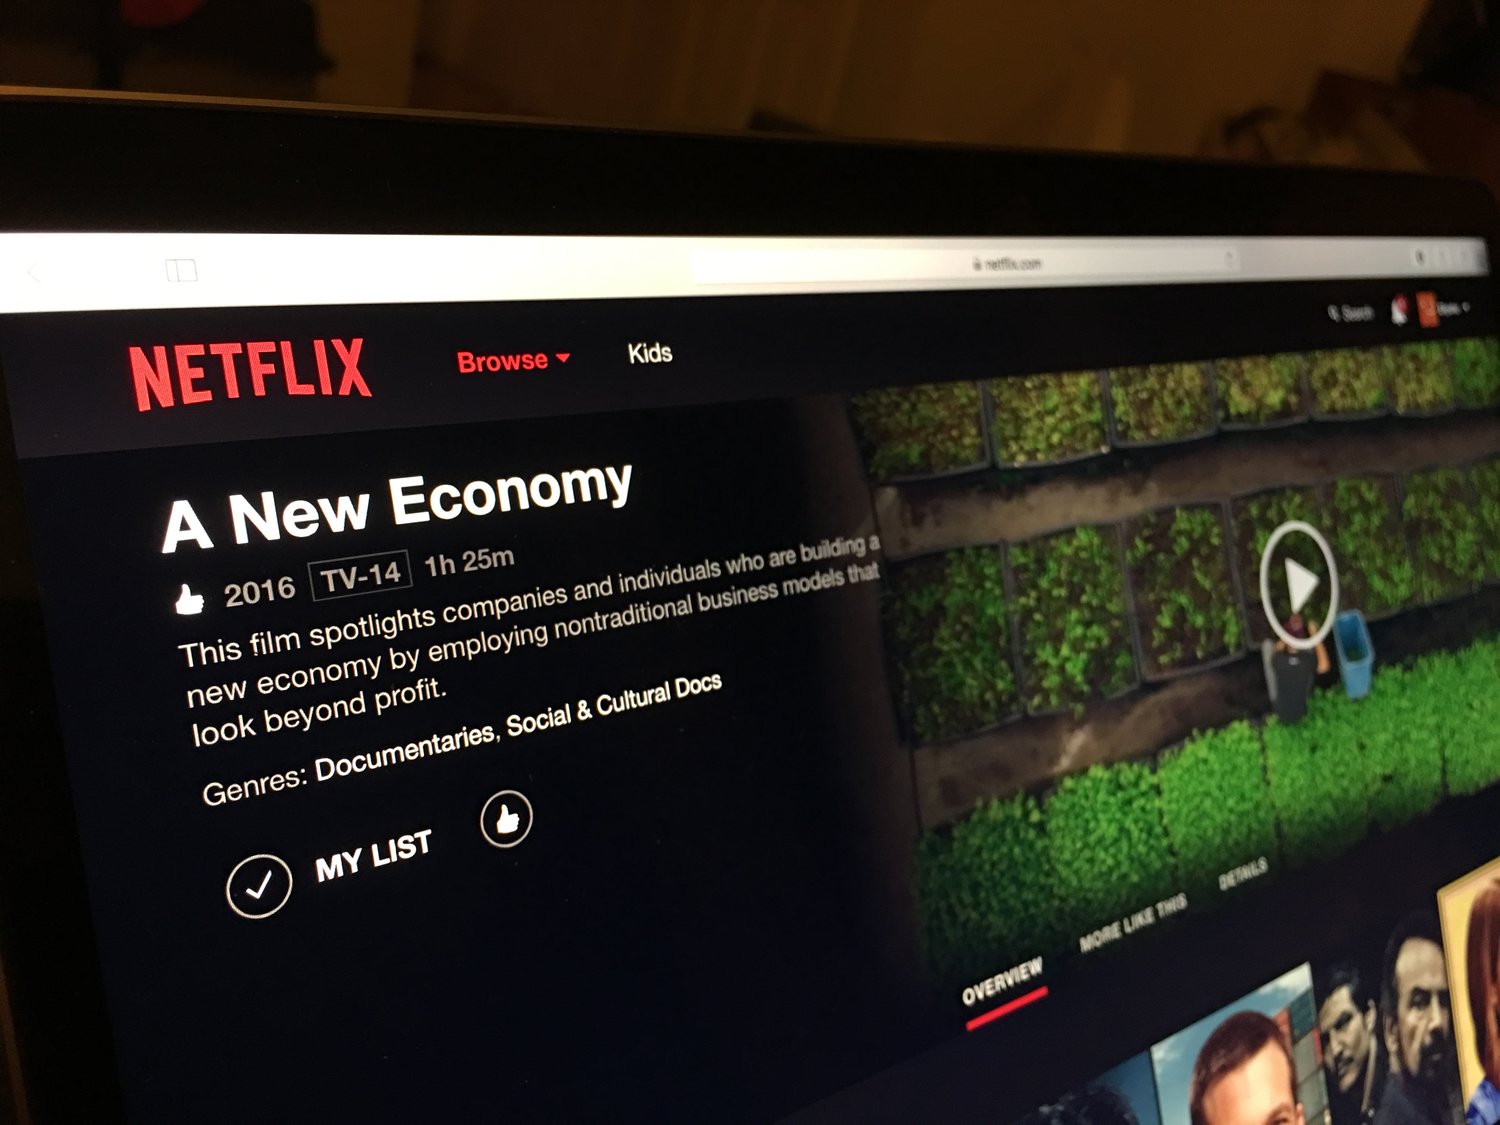 netflix.com
NETFLIX
Browse
Kids
Search
A New Economy
2016 TV-14 1h 25m
This film spotlights companies and individuals who are building a
new economy by employing nontraditional business models that
look beyond profit.
Genres: Documentaries, Social & Cultural Docs
MY LIST
OVERVIEW
MORE LIKE THIS
DETAILS